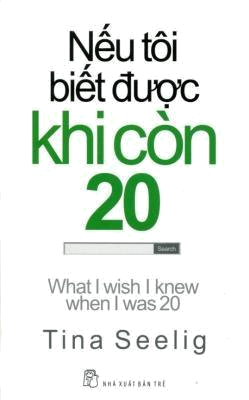 Nếu tôi
biết được
khi còn
20
Search
What I wish I knew
when I was 20
Tina Seelig
NHÀ XUẤT BẢN TRẺ